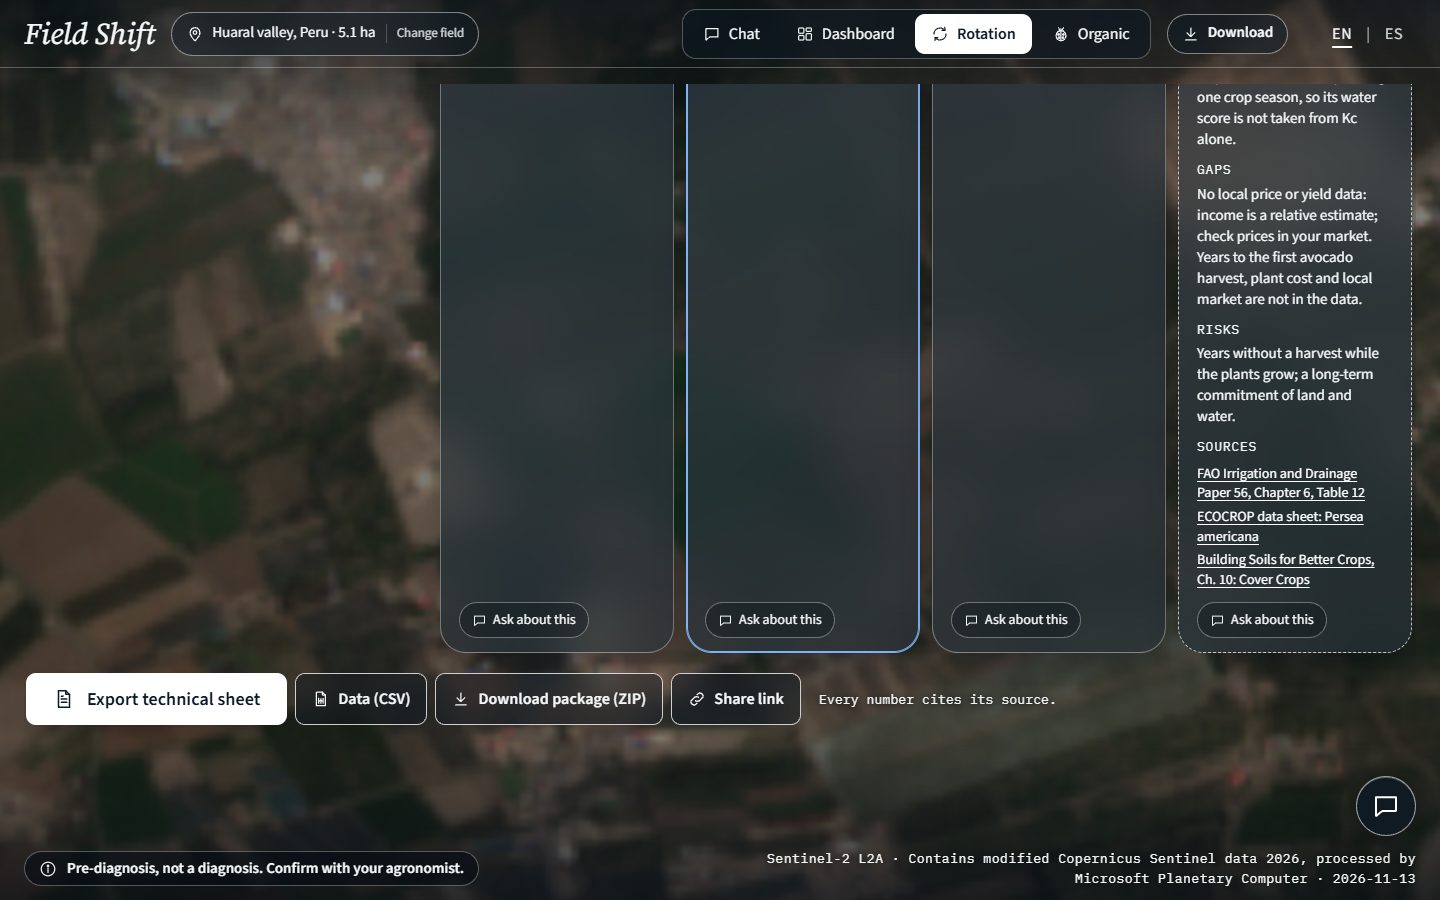 Field Shift
Huaral valley, Peru · 5.1 ha
Change field
Chat
Dashboard
Rotation
Organic
Download
EN | ES
one crop season, so its water
score is not taken from Kc
alone.
GAPS
No local price or yield data:
income is a relative estimate;
check prices in your market.
Years to the first avocado
harvest, plant cost and local
market are not in the data.
RISKS
Years without a harvest while
the plants grow; a long-term
commitment of land and
water.
SOURCES
FAO Irrigation and Drainage
Paper 56, Chapter 6, Table 12
ECOCROP data sheet: Persea
americana
Building Soils for Better Crops,
Ch. 10: Cover Crops
Ask about this
Ask about this
Ask about this
Ask about this
Export technical sheet
Data (CSV)
Download package (ZIP)
Share link
Every number cites its source.
Pre-diagnosis, not a diagnosis. Confirm with your agronomist.
Sentinel-2 L2A · Contains modified Copernicus Sentinel data 2026, processed by
Microsoft Planetary Computer · 2026-11-13